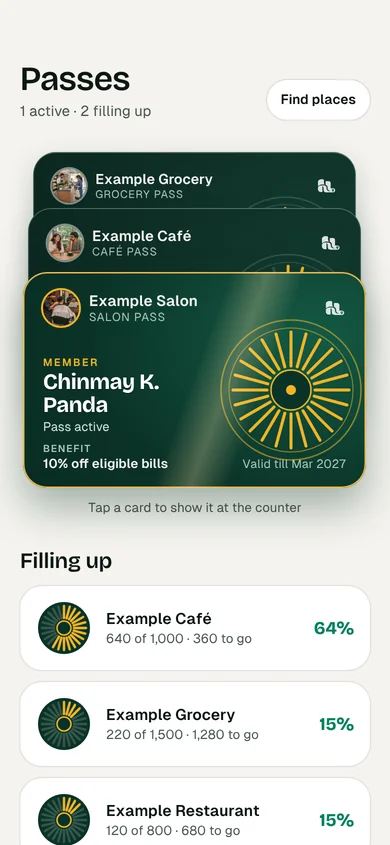 Passes
1 active · 2 filling up
Find places
Example Grocery
GROCERY PASS
Example Café
CAFÉ PASS
Example Salon
SALON PASS
MEMBER
Chinmay K.
Panda
Pass active
BENEFIT
10% off eligible bills
Valid till Mar 2027
Tap a card to show it at the counter
Filling up
Example Café
640 of 1,000 · 360 to go
64%
Example Grocery
220 of 1,500 · 1,280 to go
15%
Example Restaurant
120 of 800 · 680 to go
15%